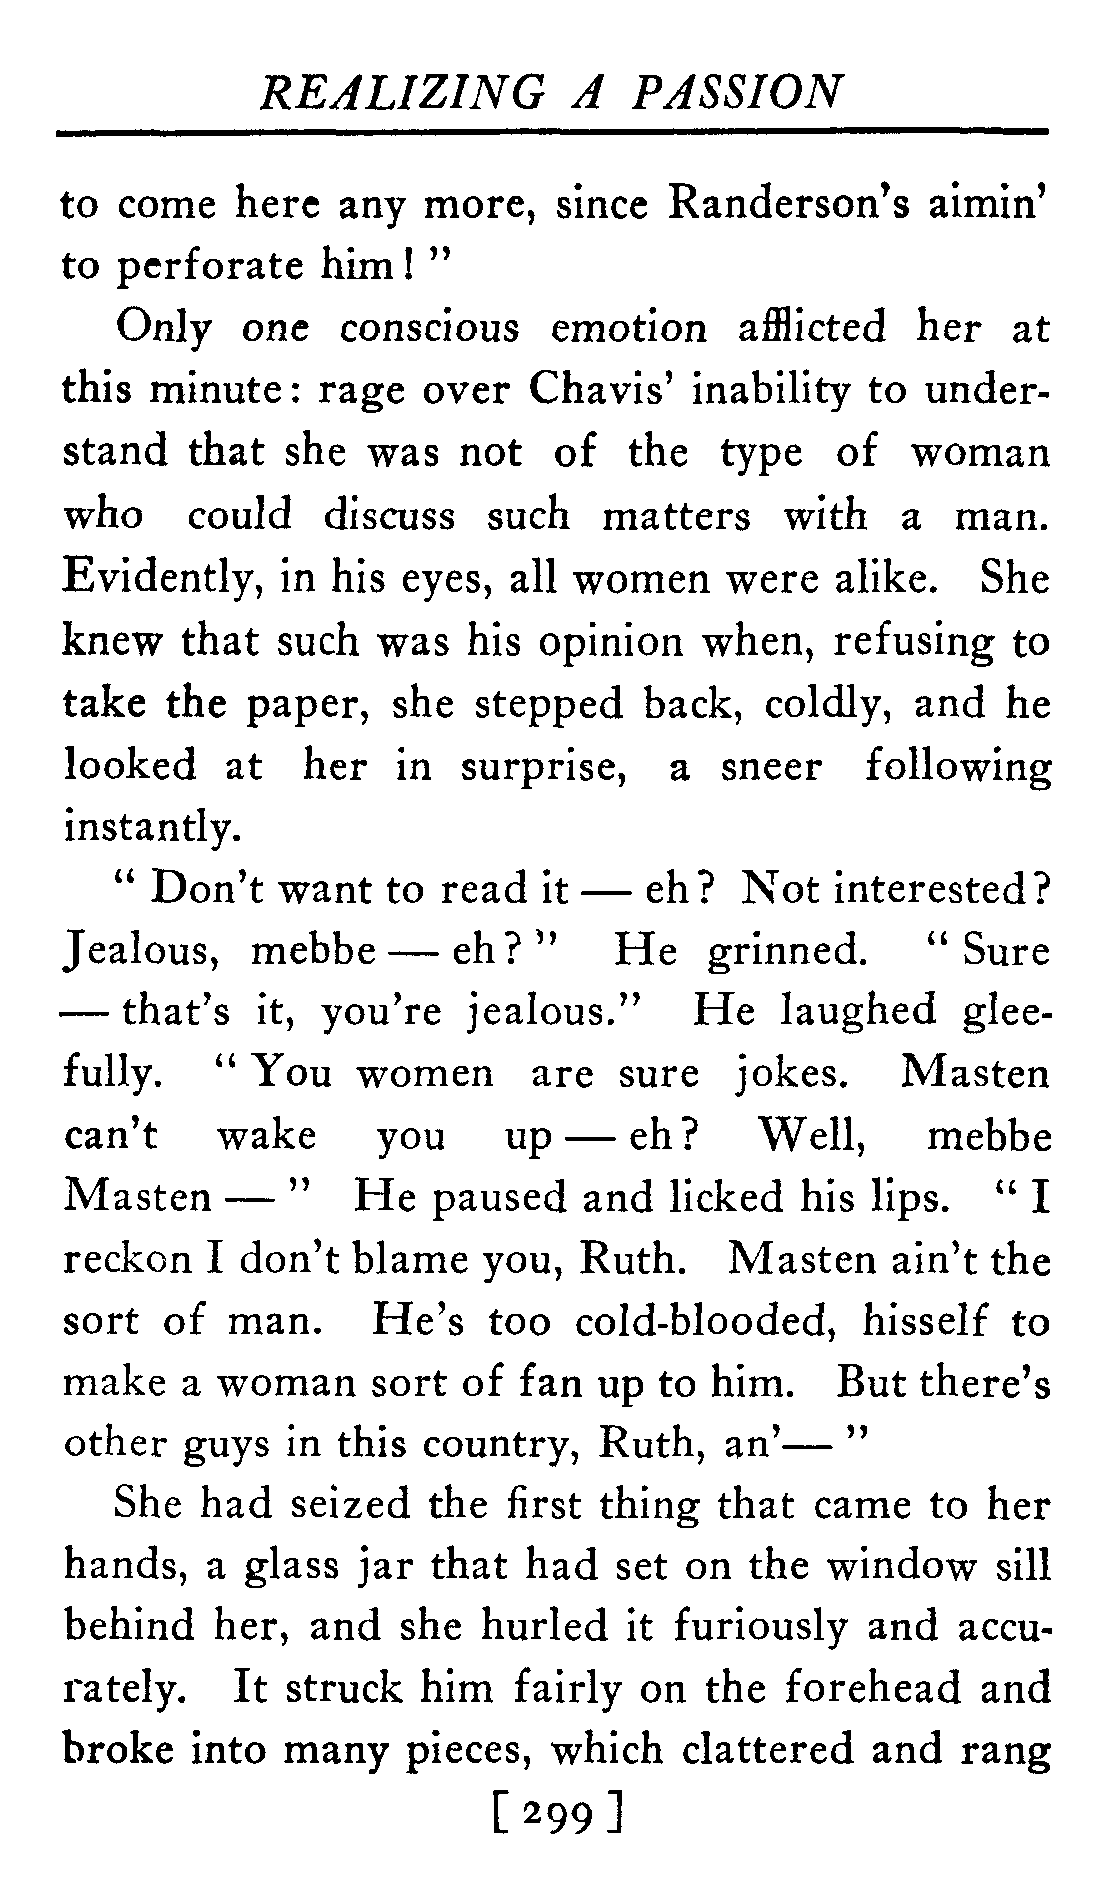 REALIZING A PASSION
to come here any more, since Randerson's aimin'
to perforate him! "
Only one conscious emotion afflicted her at
this minute: rage over Chavis' inability to under-
stand that she was not of the type of woman
who could discuss such matters with a man.
Evidently, in his eyes, all women were alike. She
knew that such was his opinion when, refusing to
take the paper, she stepped back, coldly, and he
looked at her in surprise, a sneer following
instantly.
" Don't want to read it — eh? Not interested?
Jealous, mebbe — eh? " He grinned. " Sure
— that's it, you're jealous." He laughed glee-
fully. " You women are sure jokes. Masten
can't wake you up — eh? Well, mebbe
Masten — " He paused and licked his lips. " I
reckon I don't blame you, Ruth. Masten ain't the
sort of man. He's too cold-blooded, hisself to
make a woman sort of fan up to him. But there's
other guys in this country, Ruth, an'— "
She had seized the first thing that came to her
hands, a glass jar that had set on the window sill
behind her, and she hurled it furiously and accu-
rately. It struck him fairly on the forehead and
broke into many pieces, which clattered and rang
[ 299 ]